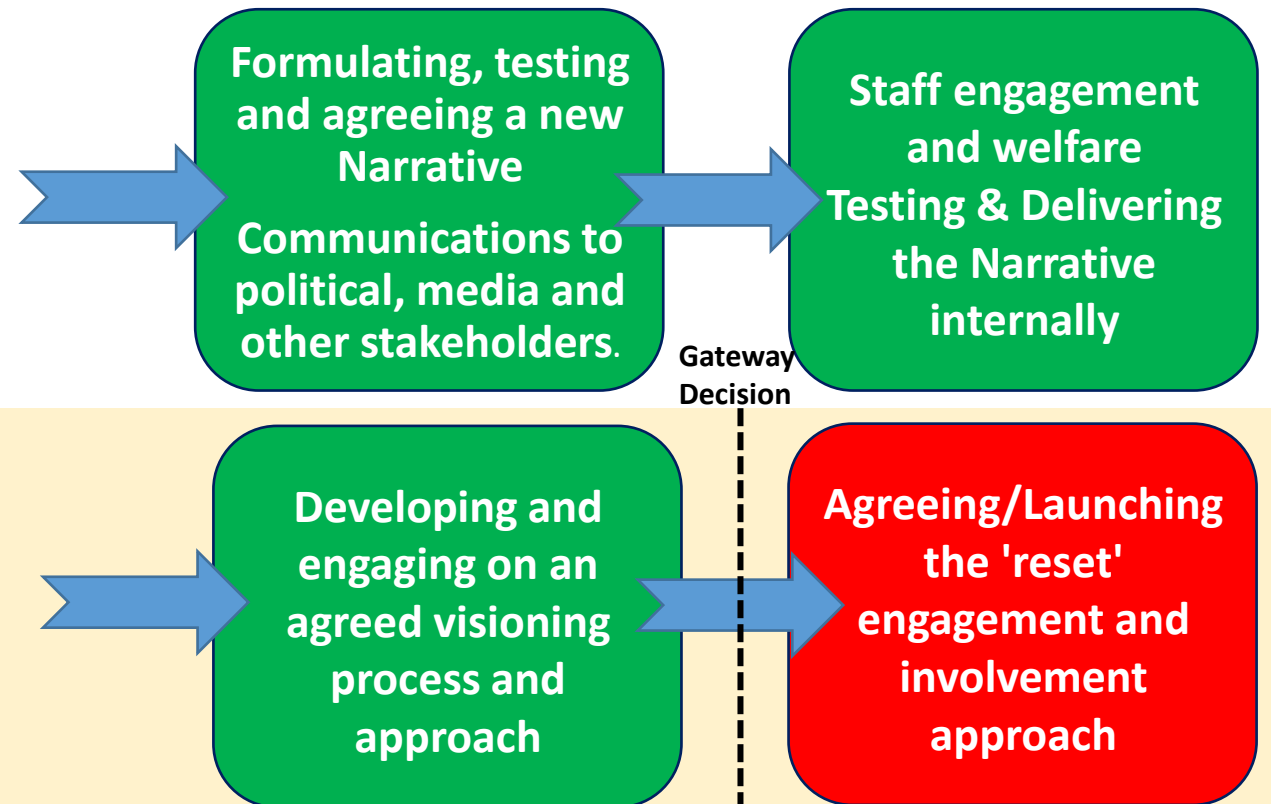 Formulating, testing
and agreeing a new
Narrative
Communications to
political, media and
other stakeholders.
Staff engagement
and welfare
Testing & Delivering
the Narrative
internally
Gateway
Decision
Developing and
engaging on an
agreed visioning
process and
approach
Agreeing/Launching
the 'reset'
engagement and
involvement
approach